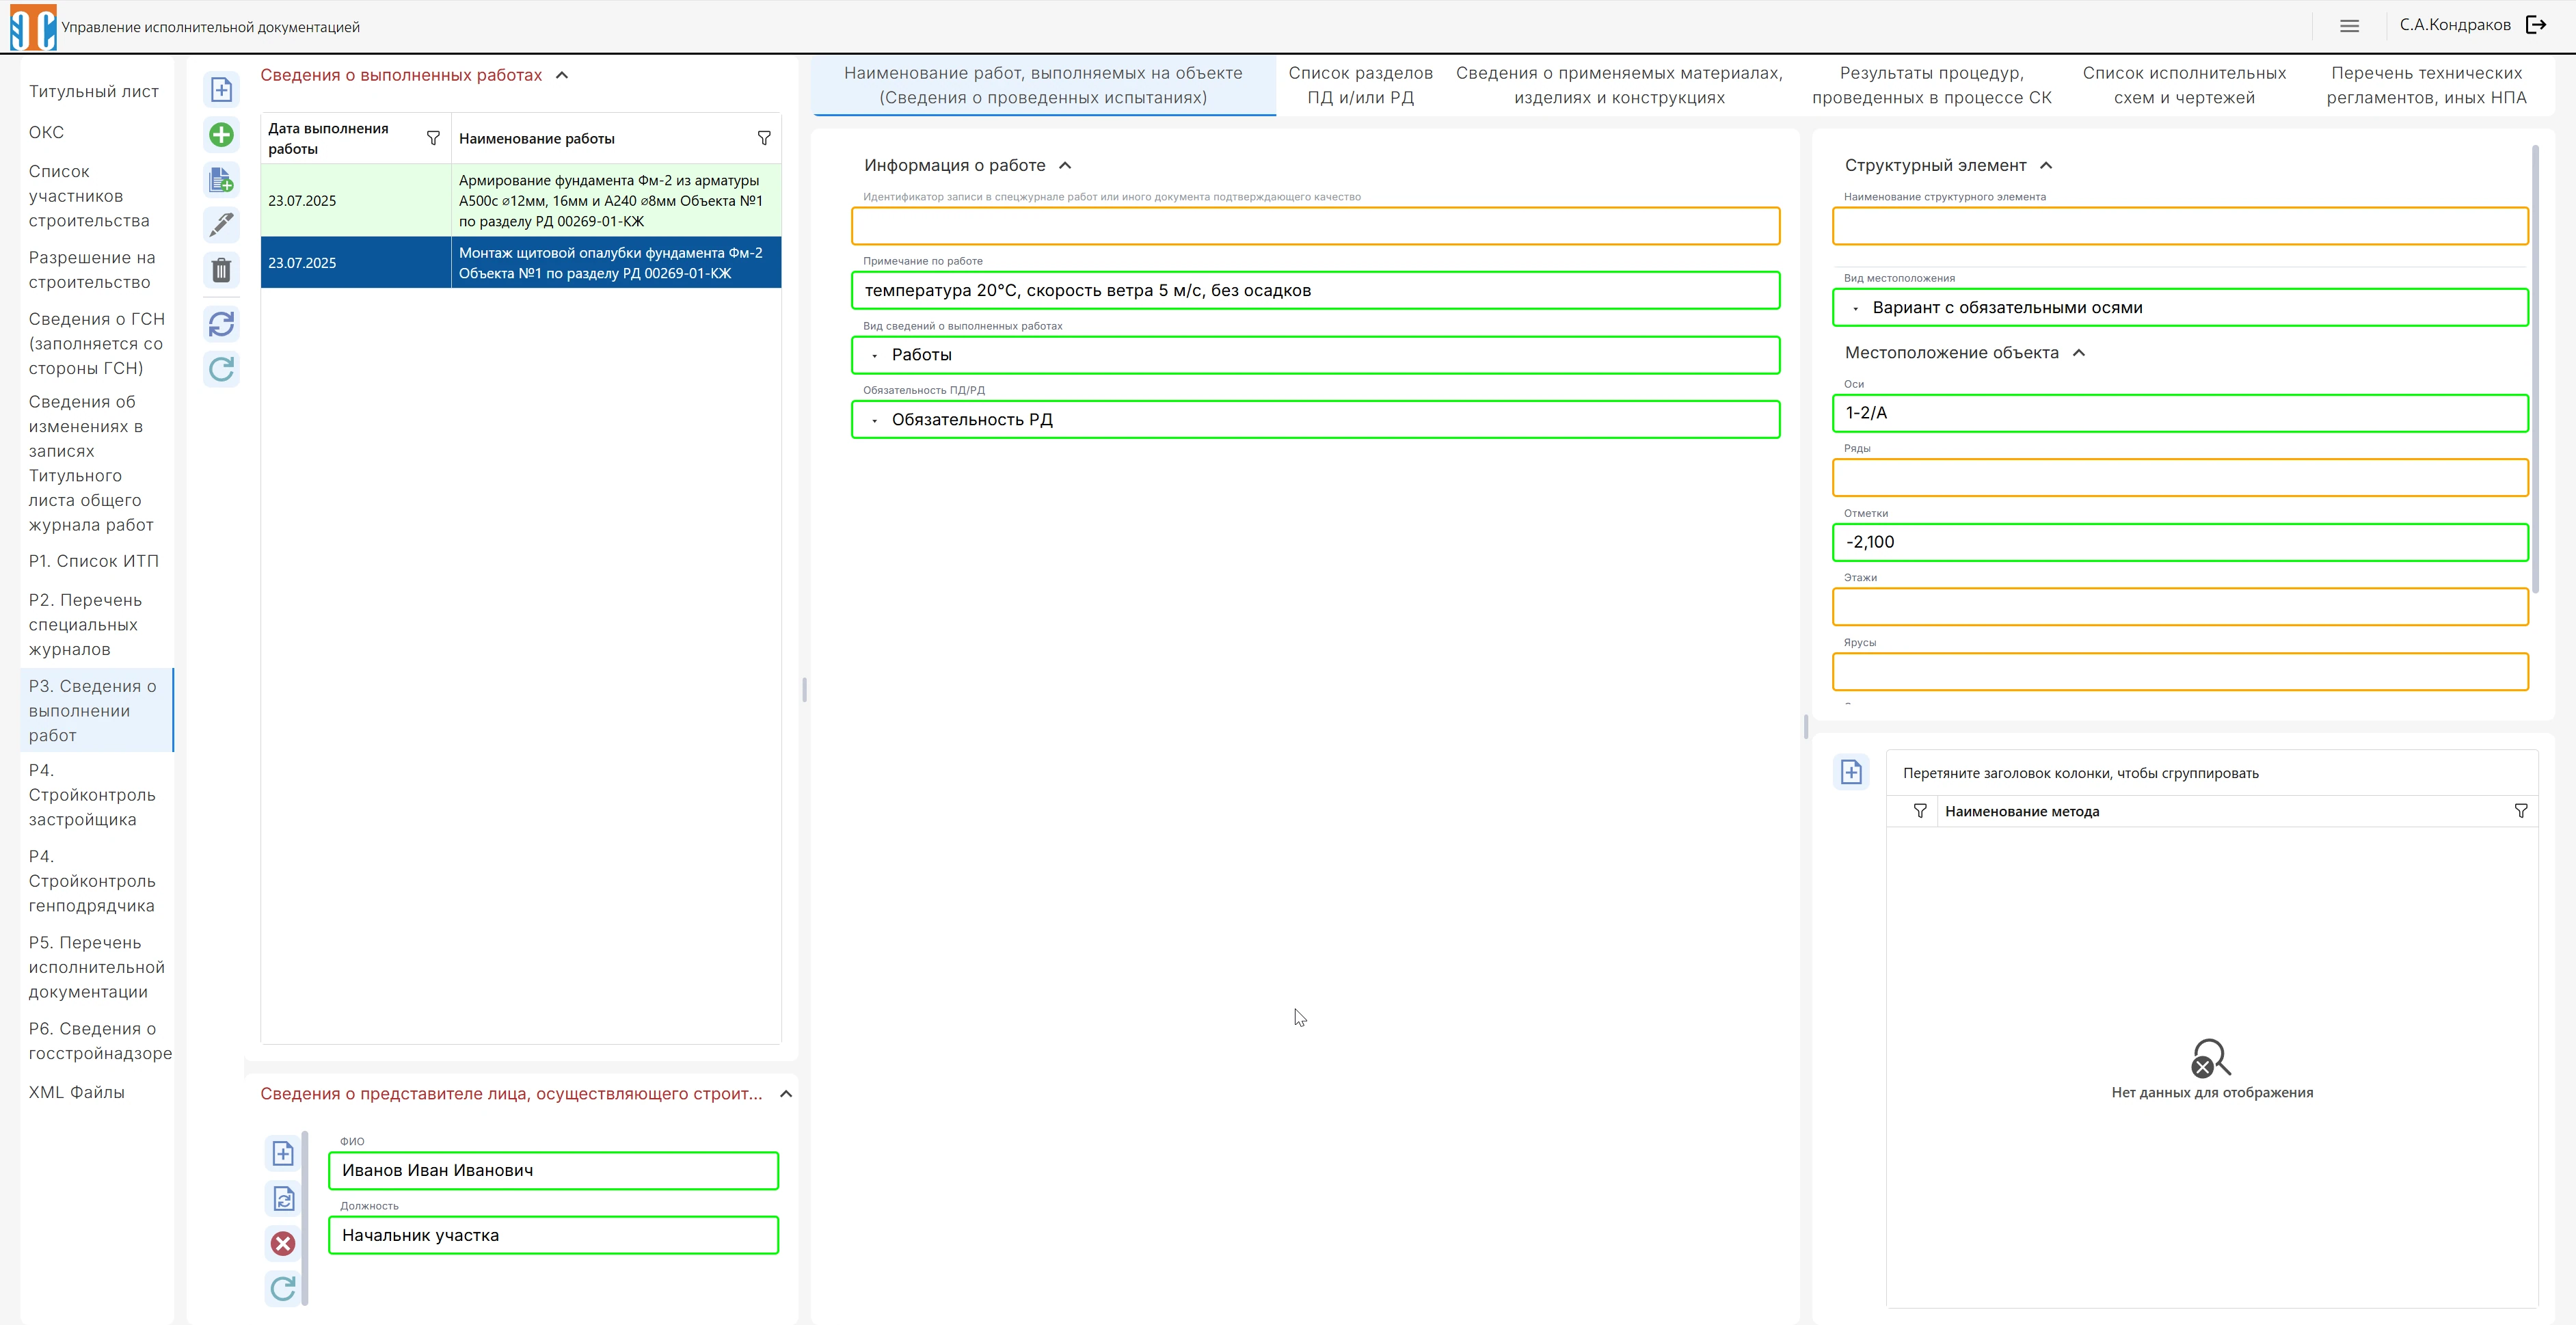 Управление исполнительной документацией
С.А.Кондраков
Титульный лист
ОКС
Список
участников
строительства
Разрешение на
строительство
Сведения о ГСН
(заполняется со
стороны ГСН)
Сведения об
изменениях в
записях
Титульного
листа общего
журнала работ
Р1. Список ИТП
Р2. Перечень
специальных
журналов
Р3. Сведения о
выполнении
работ
Р4.
Стройконтроль
застройщика
Р4.
Стройконтроль
генподрядчика
Р5. Перечень
исполнительной
документации
Р6. Сведения о
госстройнадзоре
XML Файлы
Сведения о выполненных работах
Дата выполнения
работы
Наименование работы
23.07.2025
Армирование фундамента Фм-2 из арматуры
А500с ⌀12мм, 16мм и А240 ⌀8мм Объекта №1
по разделу РД 00269-01-КЖ
23.07.2025
Монтаж щитовой опалубки фундамента Фм-2
Объекта №1 по разделу РД 00269-01-КЖ
Сведения о представителе лица, осуществляющего строит...
ФИО
Иванов Иван Иванович
Должность
Начальник участка
Наименование работ, выполняемых на объекте
(Сведения о проведенных испытаниях)
Список разделов
ПД и/или РД
Сведения о применяемых материалах,
изделиях и конструкциях
Результаты процедур,
проведенных в процессе СК
Список исполнительных
схем и чертежей
Перечень технических
регламентов, иных НПА
Информация о работе
Идентификатор записи в спецжурнале работ или иного документа подтверждающего качество
Примечание по работе
температура 20°C, скорость ветра 5 м/с, без осадков
Вид сведений о выполненных работах
Работы
Обязательность ПД/РД
Обязательность РД
Структурный элемент
Наименование структурного элемента
Вид местоположения
Вариант с обязательными осями
Местоположение объекта
Оси
1-2/А
Ряды
Отметки
-2,100
Этажи
Ярусы
Перетяните заголовок колонки, чтобы сгруппировать
Наименование метода
Нет данных для отображения